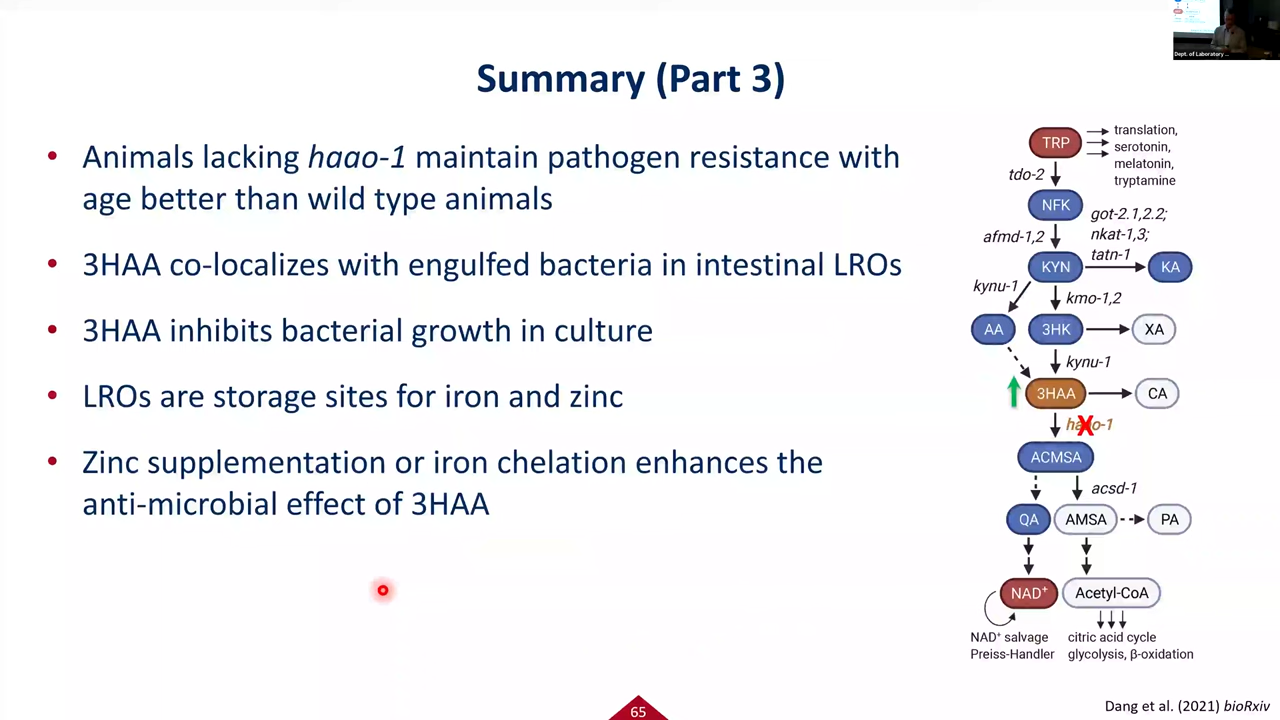 Dept. of Laboratory ...
Summary (Part 3)
• Animals lacking haao-1 maintain pathogen resistance with
age better than wild type animals
• 3HAA co-localizes with engulfed bacteria in intestinal LROs
• 3HAA inhibits bacterial growth in culture
• LROs are storage sites for iron and zinc
• Zinc supplementation or iron chelation enhances the
anti-microbial effect of 3HAA
TRP
translation,
serotonin,
melatonin,
tryptamine
tdo-2
NFK
got-2.1,2.2;
nkat-1,3;
tatn-1
afmd-1,2
KYN
KA
kynu-1
kmo-1,2
AA
3HK
XA
kynu-1
3HAA
CA
haao-1
X
ACMSA
acsd-1
QA
AMSA
PA
NAD+
Acetyl-CoA
NAD+ salvage
Preiss-Handler
citric acid cycle
glycolysis, β-oxidation
65
Dang et al. (2021) bioRxiv